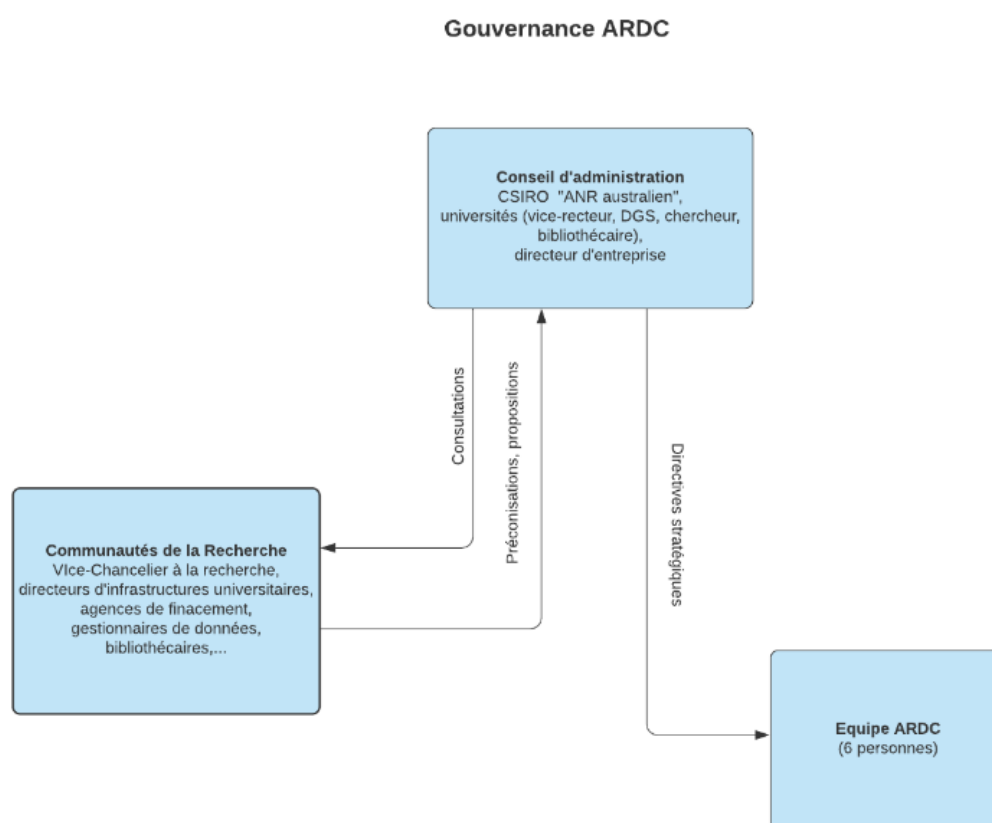 Gouvernance ARDC
Conseil d'administration
CSIRO "ANR australien",
universités (vice-recteur, DGS, chercheur,
bibliothécaire),
directeur d'entreprise
Consultations
Préconisations, propositions
Directives stratégiques
Communautés de la Recherche
VIce-Chancelier à la recherche,
directeurs d'infrastructures universitaires,
agences de finacement,
gestionnaires de données,
bibliothécaires,...
Equipe ARDC
(6 personnes)